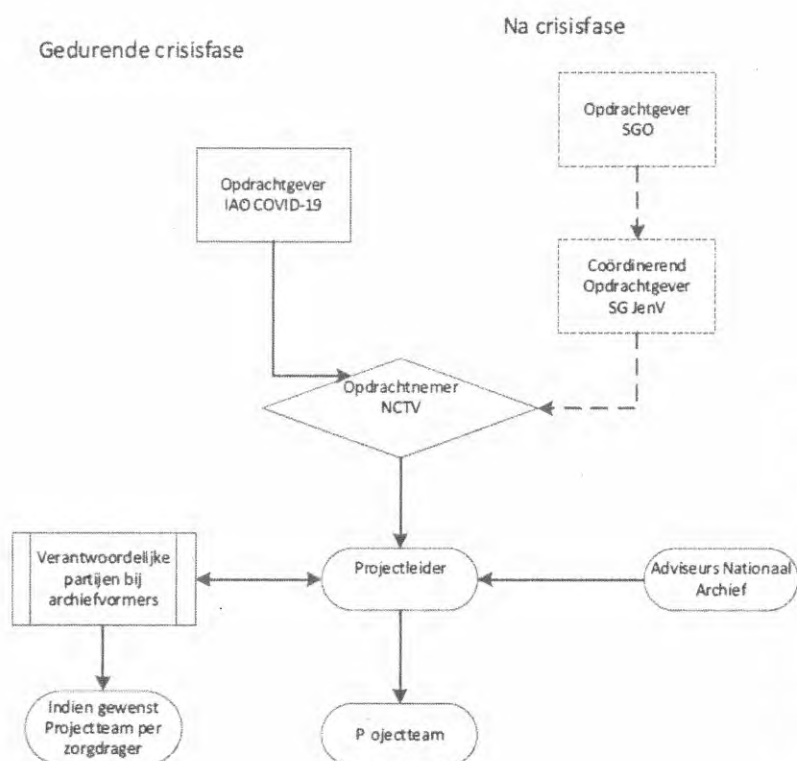 Gedurende crisisfase
Na crisisfase
Opdrachtgever
SGO
Opdrachtgever
IAO COVID-19
Coördinerend
Opdrachtgever
SG JenV
Opdrachtnemer
NCTV
Verantwoordelijke
partijen bij
archiefvormers
Projectleider
Adviseurs Nationaal
Archief
Indien gewenst
Projectteam per
zorgdrager
P ojectteam